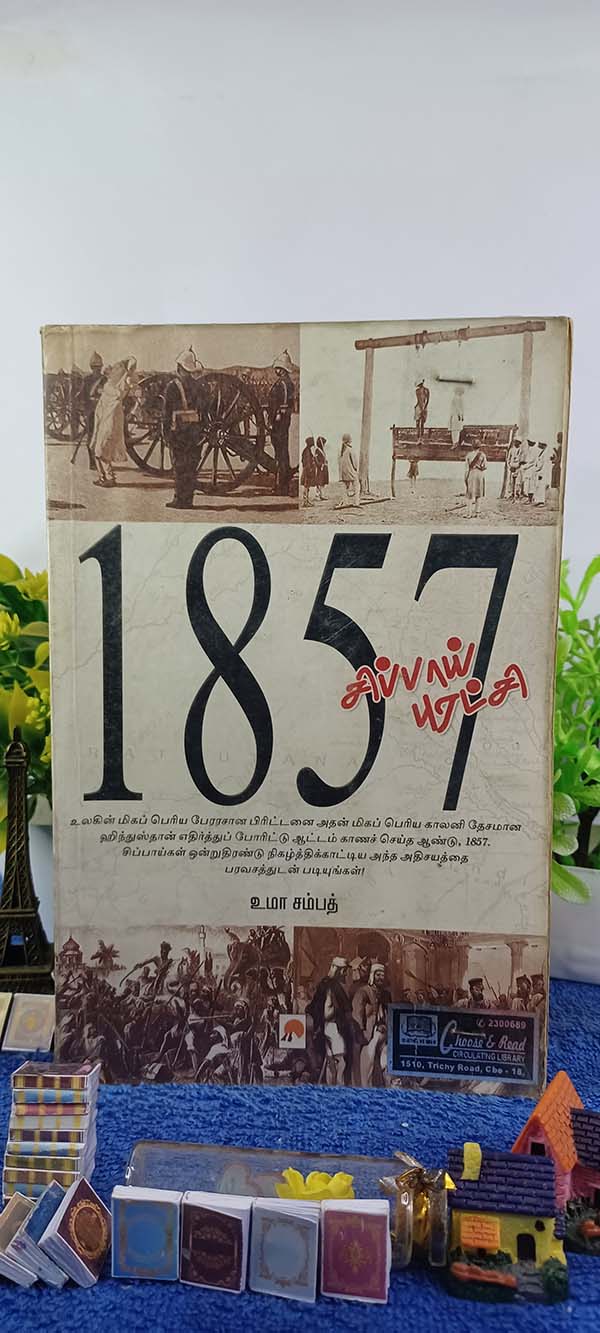 1857
சிப்பாய்
புரட்சி
உலகின் மிகப் பெரிய பேரரசான பிரிட்டனை அதன் மிகப் பெரிய காலனி தேசமான
ஹிந்துஸ்தான் எதிர்த்துப் போரிட்டு ஆட்டம் காணச் செய்த ஆண்டு, 1857.
சிப்பாய்கள் ஒன்றுதிரண்டு நிகழ்த்திக்காட்டிய அந்த அதிசயத்தை
பரவசத்துடன் படியுங்கள்!
உமா சம்பத்
✆ 2300689
Choose & Read
CIRCULATING LIBRARY
1510, Trichy Road, Cbe - 18.